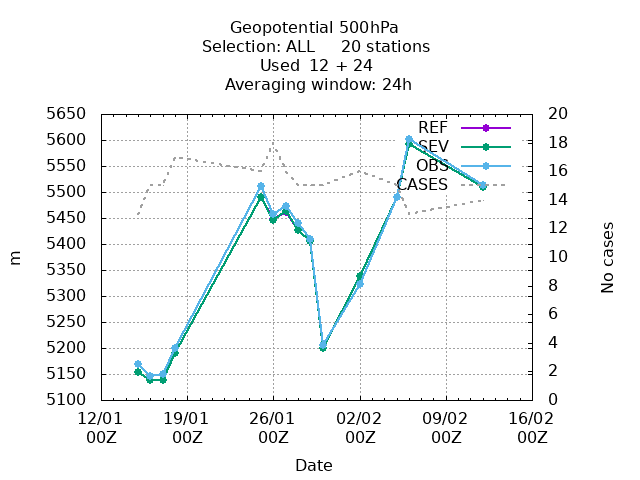 Geopotential 500hPa
Selection: ALL 20 stations
Used 12 + 24
Averaging window: 24h
5650
5600
5550
5500
5450
5400
5350
5300
5250
5200
5150
5100
m
20
18
16
14
12
10
8
6
4
2
0
No cases
REF
SEV
OBS
CASES
12/01 19/01 26/01 02/02 09/02 16/02
00Z 00Z 00Z 00Z 00Z 00Z
Date